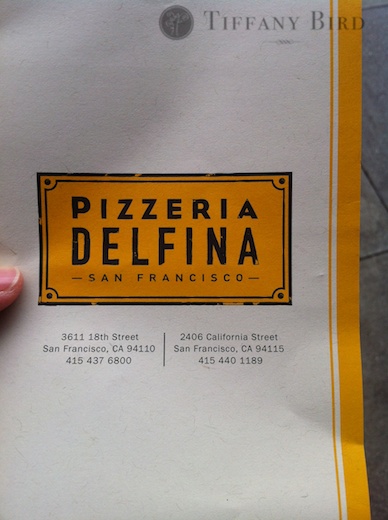 TIFFANY BIRD
PIZZERIA
DELFINA
SAN FRANCISCO
3611 18th Street
San Francisco, CA 94110
415 437 6800
2406 California Street
San Francisco, CA 94115
415 440 1189